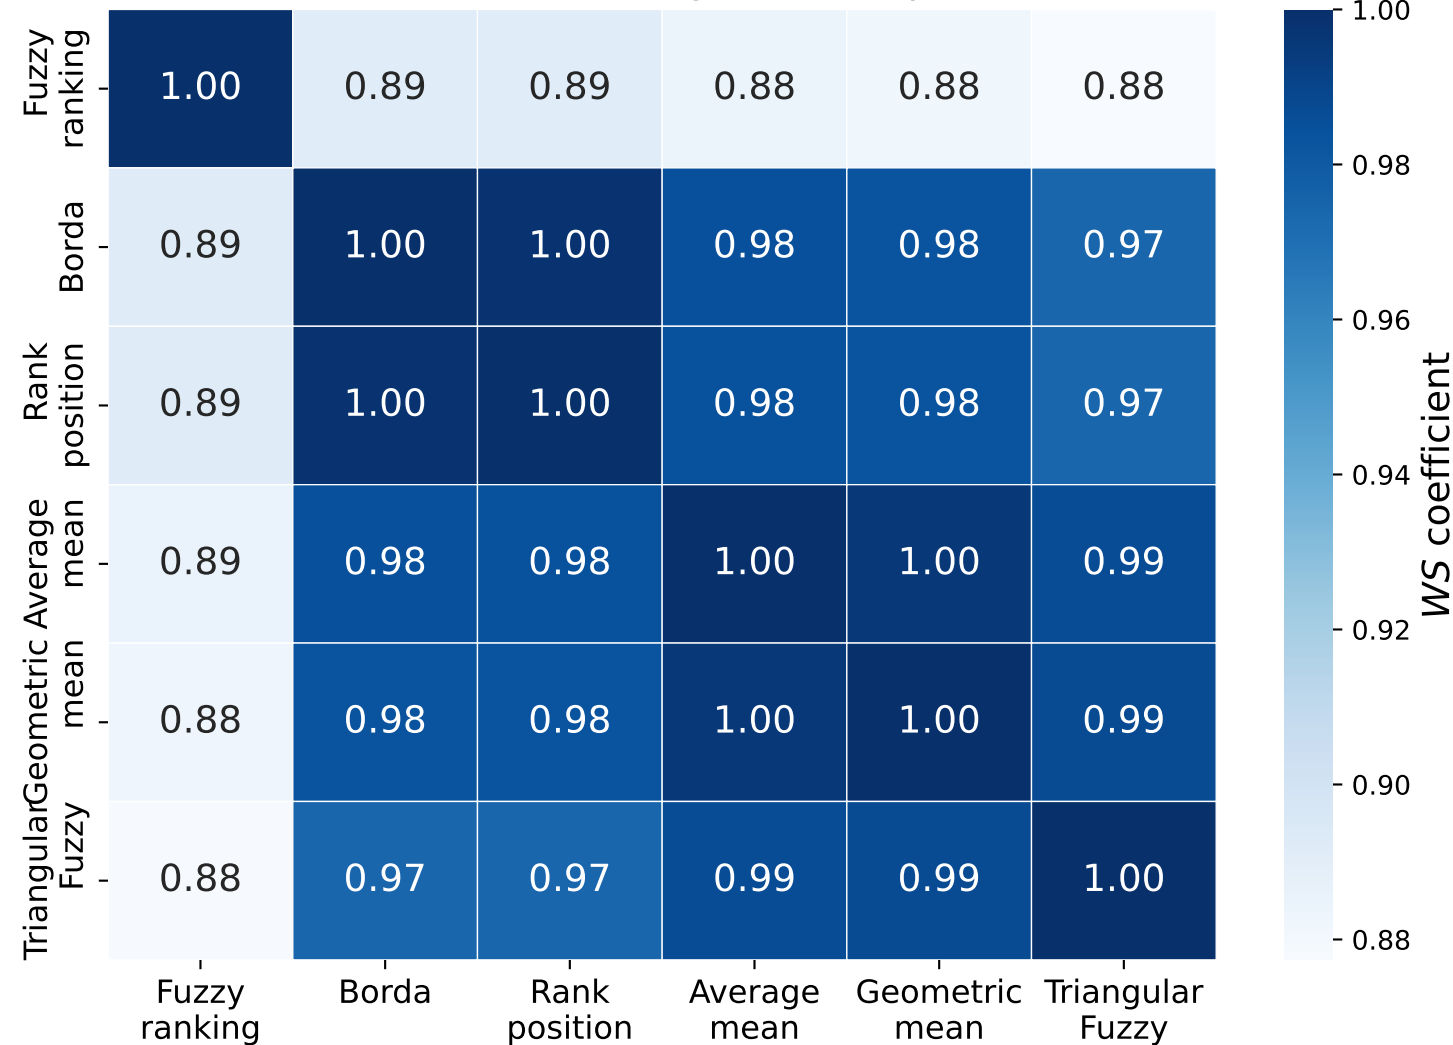 Fuzzy
ranking
1.00 0.89 0.89 0.88 0.88 0.88
Borda
0.89 1.00 1.00 0.98 0.98 0.97
Rank
position
0.89 1.00 1.00 0.98 0.98 0.97
Average
mean
0.89 0.98 0.98 1.00 1.00 0.99
Geometric
mean
0.88 0.98 0.98 1.00 1.00 0.99
Triangular
Fuzzy
0.88 0.97 0.97 0.99 0.99 1.00
Fuzzy
ranking
Borda
Rank
position
Average
mean
Geometric
mean
Triangular
Fuzzy
1.00
0.98
0.96
0.94
0.92
0.90
0.88
WS coefficient